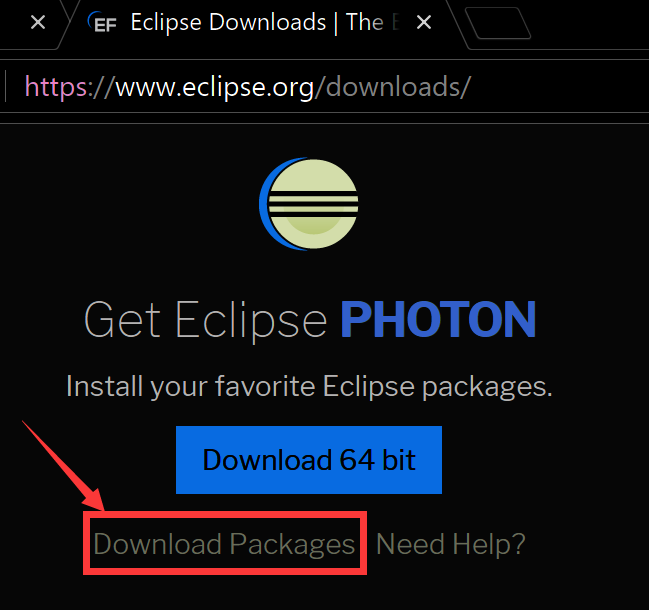 EF Eclipse Downloads | The E
https://www.eclipse.org/downloads/
Get Eclipse PHOTON
Install your favorite Eclipse packages.
Download 64 bit
Download Packages Need Help?